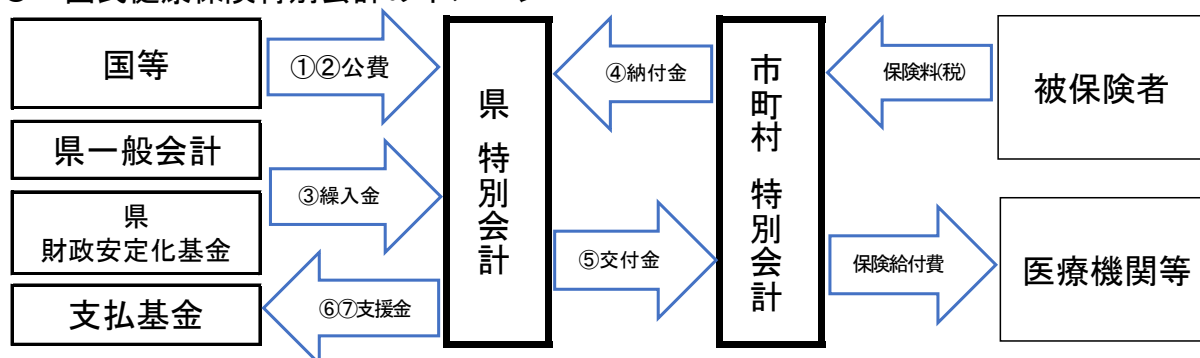 国等
①②公費
県一般会計
③繰入金
県
財政安定化基金
支払基金
⑥⑦支援金
県 特別会計
④納付金
⑤交付金
市町村 特別会計
保険料(税)
被保険者
保険給付費
医療機関等